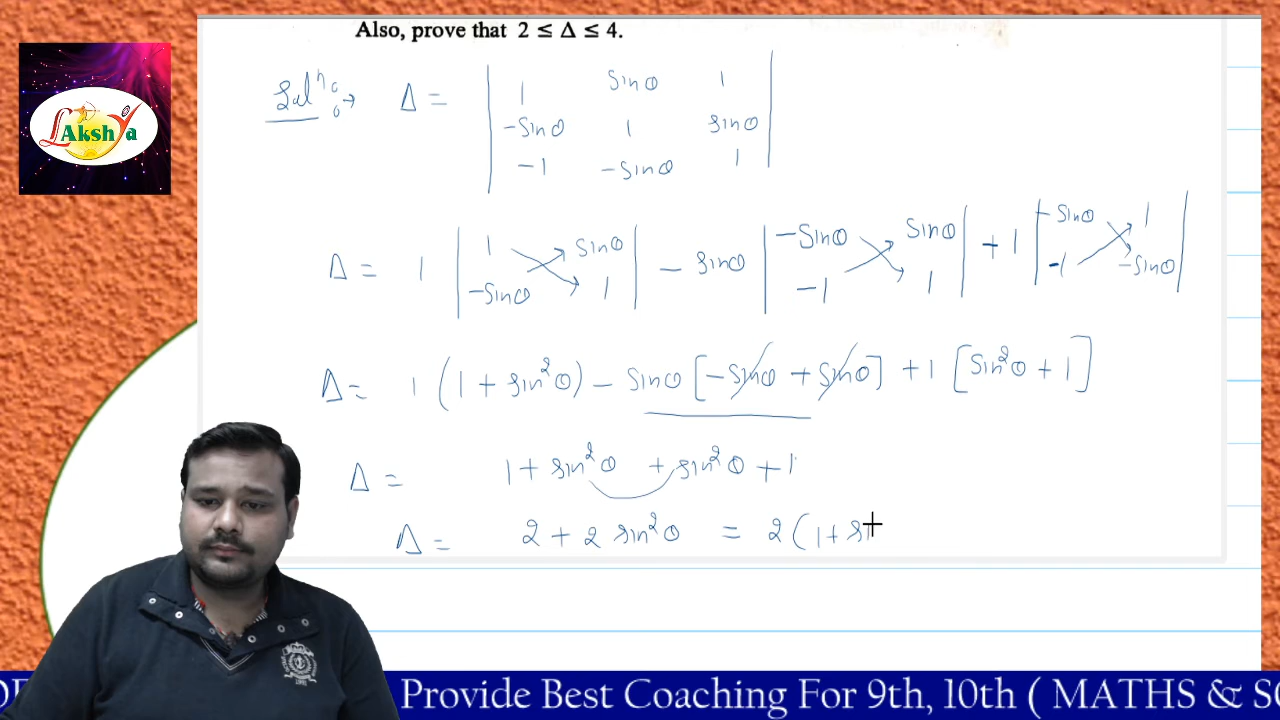 Also, prove that 2 ≤ Δ ≤ 4.
LAkshYa
Solⁿ: → Δ = | 1 sinθ 1 |
| -sinθ 1 sinθ |
| -1 -sinθ 1 |
Δ = 1 | 1 sinθ | - sinθ | -sinθ sinθ | + 1 | -sinθ 1 |
| -sinθ 1 | | -1 1 | | -1 -sinθ |
Δ = 1 (1 + sin²θ) - sinθ [-sinθ + sinθ] + 1 [sin²θ + 1]
Δ = 1 + sin²θ + sin²θ + 1
Δ = 2 + 2 sin²θ = 2 (1 + si
Provide Best Coaching For 9th, 10th ( MATHS & SC